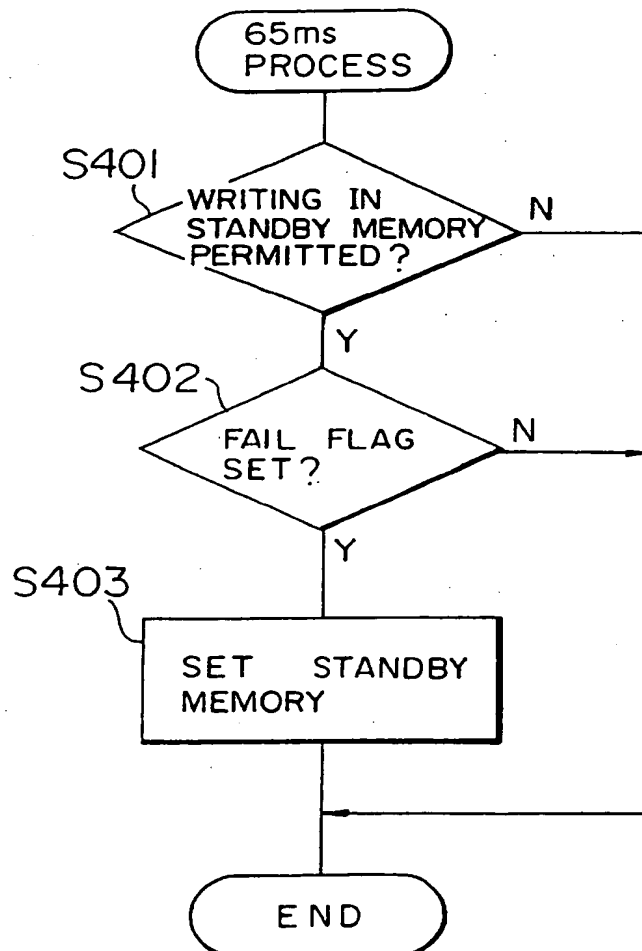 65ms
PROCESS
S401
WRITING IN
STANDBY MEMORY
PERMITTED?
N
Y
S402
FAIL FLAG
SET?
N
Y
S403
SET STANDBY
MEMORY
END